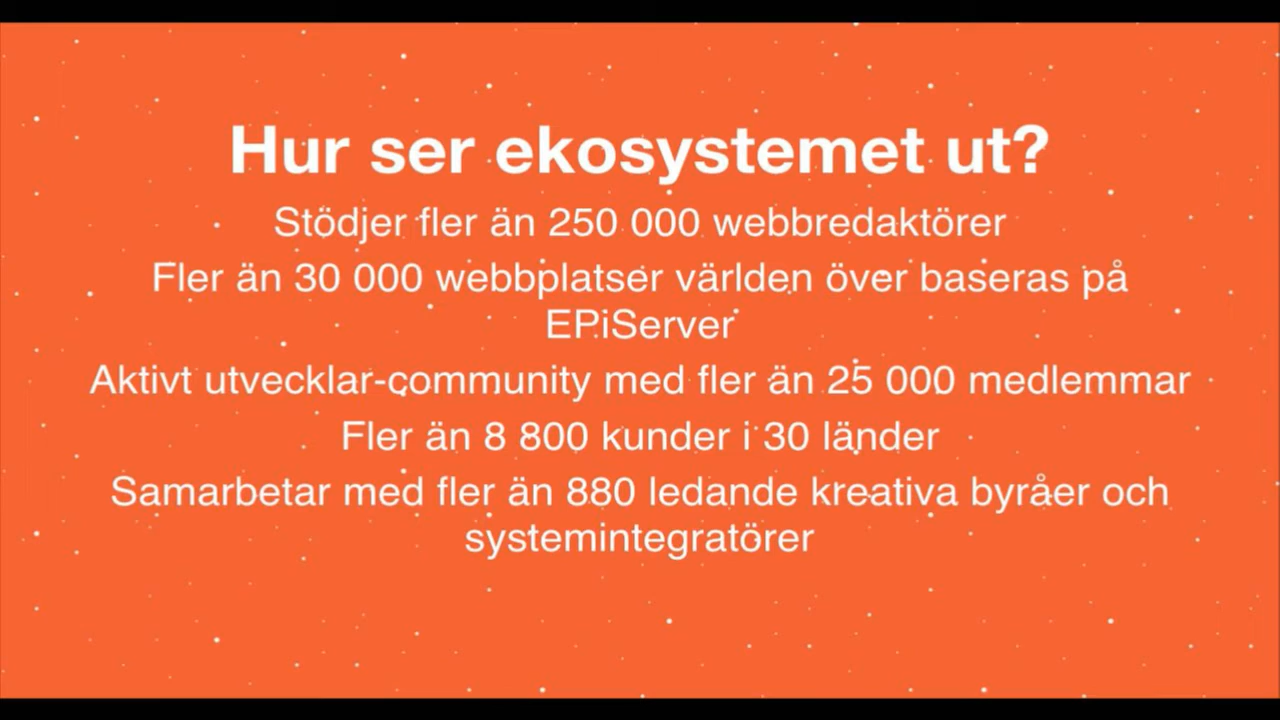 Hur ser ekosystemet ut?
Stödjer fler än 250 000 webbredaktörer
Fler än 30 000 webbplatser världen över baseras på
EPiServer
Aktivt utvecklar-community med fler än 25 000 medlemmar
Fler än 8 800 kunder i 30 länder
Samarbetar med fler än 880 ledande kreativa byråer och
systemintegratörer